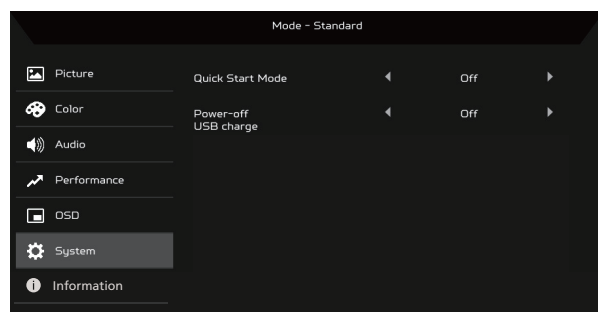 Mode - Standard
Picture
Color
Audio
Performance
OSD
System
Information
Quick Start Mode Off
Power-off Off
USB charge